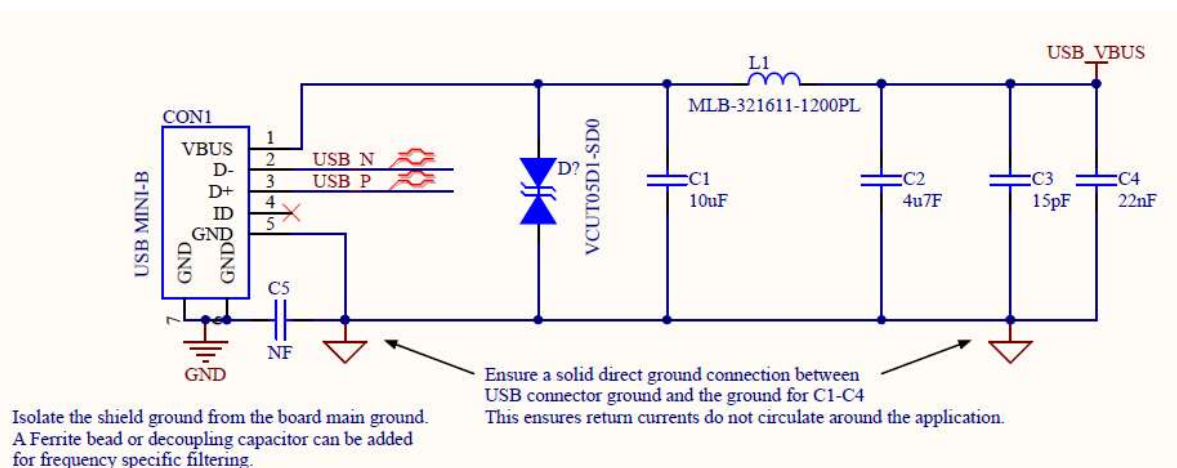 USB_VBUS
L1
MLB-321611-1200PL
CON1
USB MINI-B
VBUS 1
D- 2 USB_N
D+ 3 USB_P
ID 4
GND 5
GND
GND
7
D?
VCUT05D1-SD0
C1
10uF
C2
4u7F
C3
15pF
C4
22nF
C5
NF
GND
Ensure a solid direct ground connection between
USB connector ground and the ground for C1-C4
This ensures return currents do not circulate around the application.
Isolate the shield ground from the board main ground.
A Ferrite bead or decoupling capacitor can be added
for frequency specific filtering.